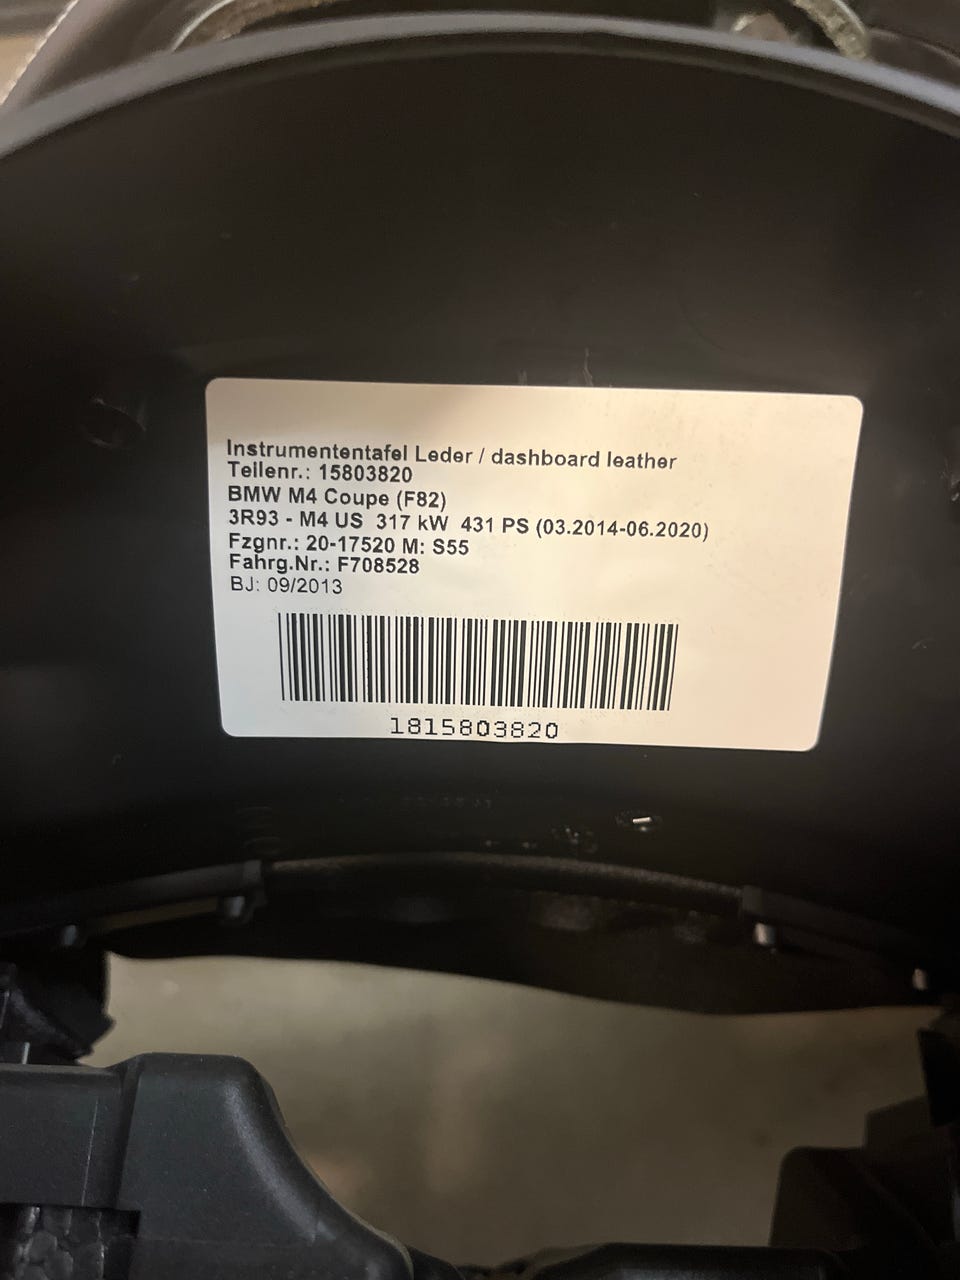 Instrumententafel Leder / dashboard leather
Teilenr.: 15803820
BMW M4 Coupe (F82)
3R93 - M4 US 317 kW 431 PS (03.2014-06.2020)
Fzgnr.: 20-17520 M: S55
Fahrg.Nr.: F708528
BJ: 09/2013
1815803820